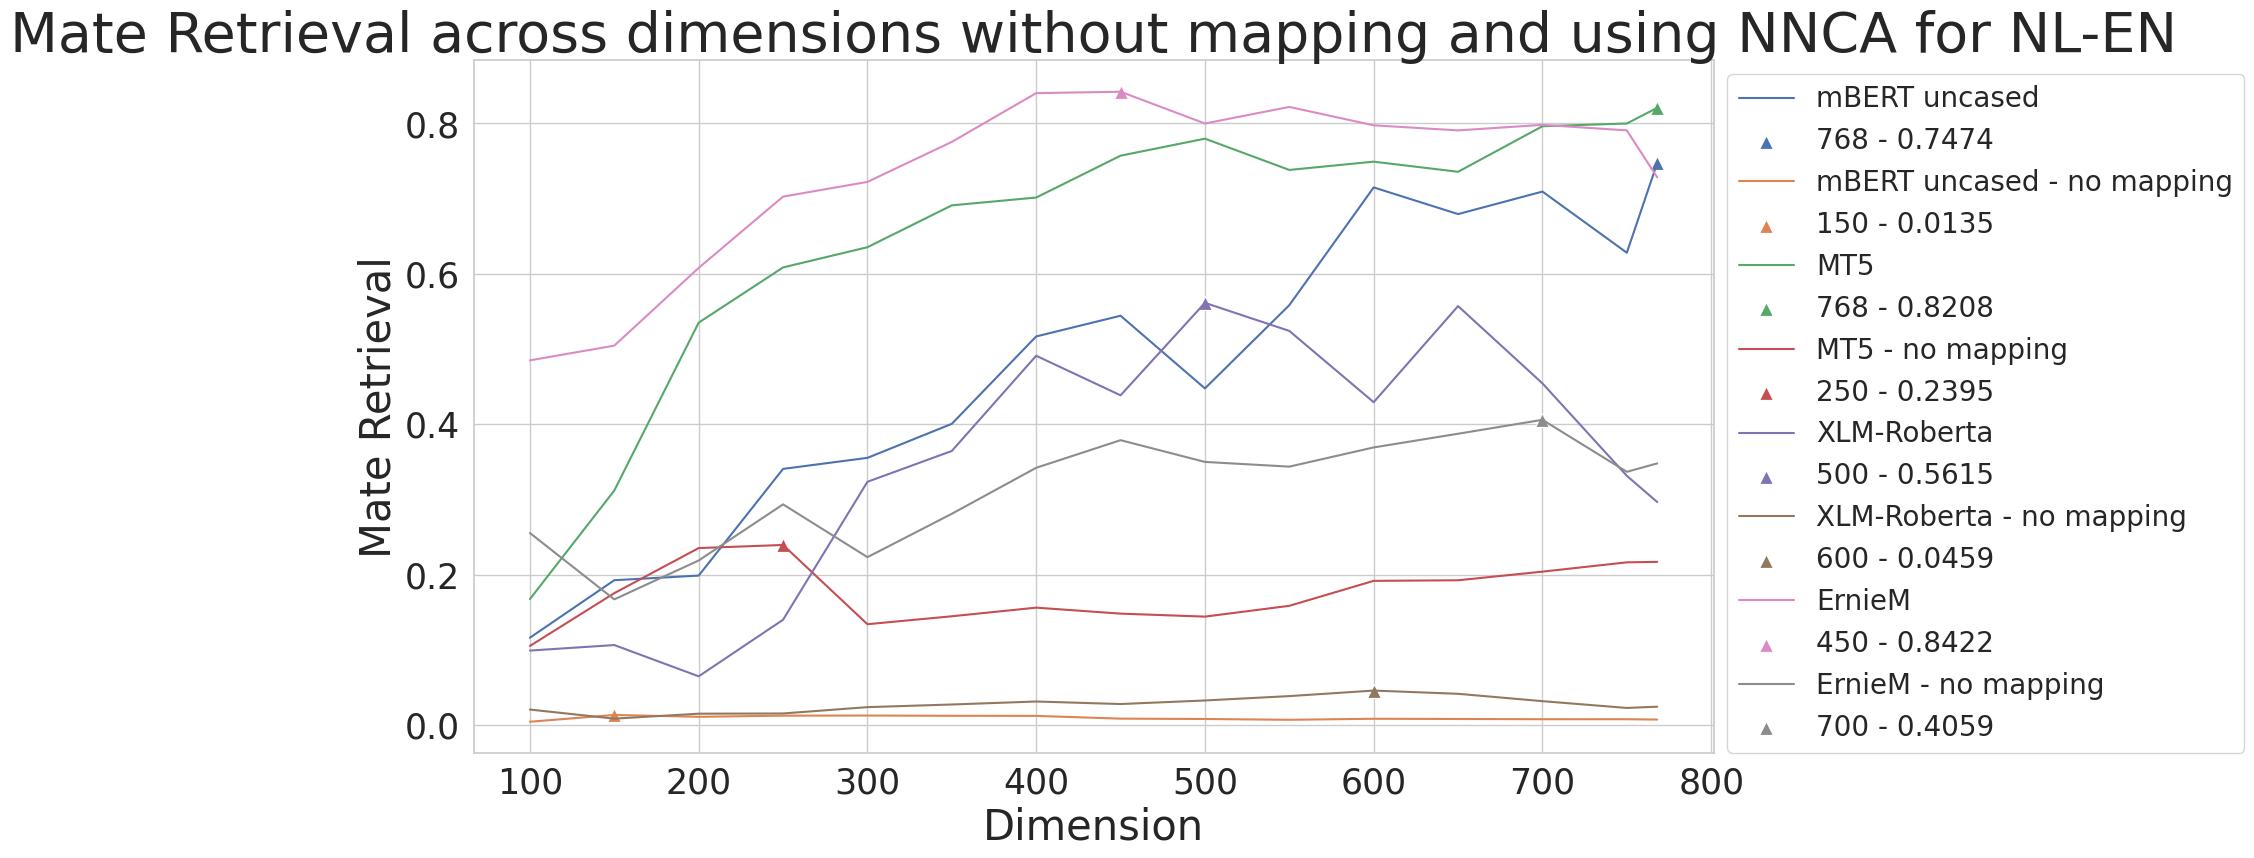 Mate Retrieval across dimensions without mapping and using NNCA for NL-EN
Mate Retrieval
0.8
0.6
0.4
0.2
0.0
100 200 300 400 500 600 700 800
Dimension
mBERT uncased
768 - 0.7474
mBERT uncased - no mapping
150 - 0.0135
MT5
768 - 0.8208
MT5 - no mapping
250 - 0.2395
XLM-Roberta
500 - 0.5615
XLM-Roberta - no mapping
600 - 0.0459
ErnieM
450 - 0.8422
ErnieM - no mapping
700 - 0.4059